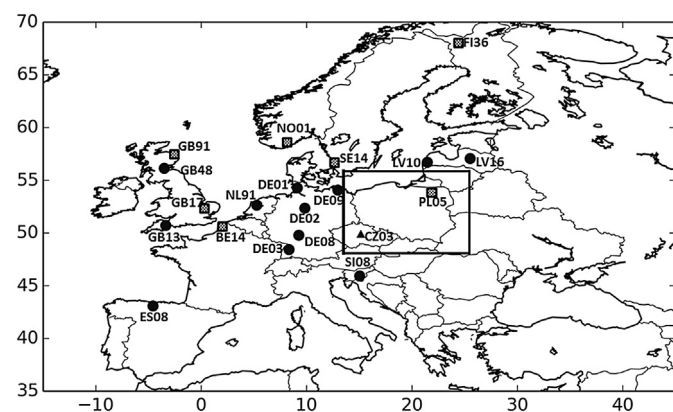 70
FI36
65
60
NO01
GB91
SE14
GB48
LV10
LV16
55
DE01
DE09
NL91
GB17
PL05
DE02
50
GB13
BE14
DE03
DE08
CZ03
SI08
45
ES08
40
35
−10 0 10 20 30 40